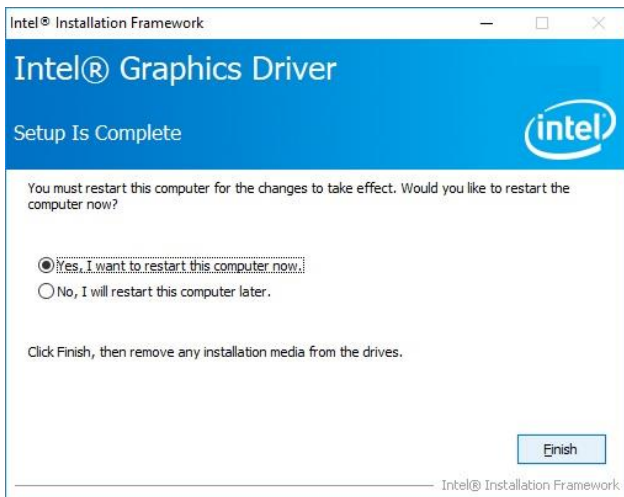 Intel® Installation Framework
Intel® Graphics Driver
Setup Is Complete
intel
You must restart this computer for the changes to take effect. Would you like to restart the
computer now?
Yes, I want to restart this computer now.
No, I will restart this computer later.
Click Finish, then remove any installation media from the drives.
Finish
Intel® Installation Framework